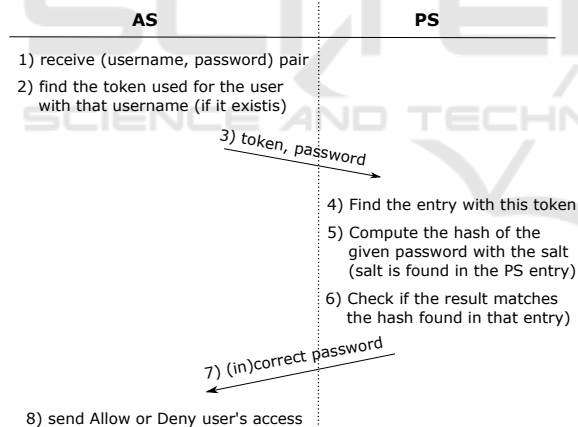 AS
PS
1) receive (username, password) pair
2) find the token used for the user
with that username (if it existis)
3) token, password
4) Find the entry with this token
5) Compute the hash of the
given password with the salt
(salt is found in the PS entry)
6) Check if the result matches
the hash found in that entry)
7) (in)correct password
8) send Allow or Deny user's access
SCIENCE AND TECHN